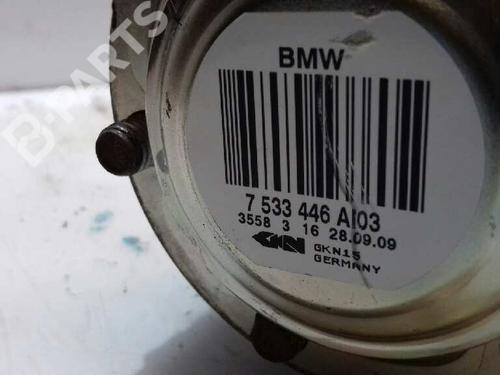 B-PARTS
BMW
7 533 446 AI03
3558 3 16 28.09.09
GKN GKN15
GERMANY